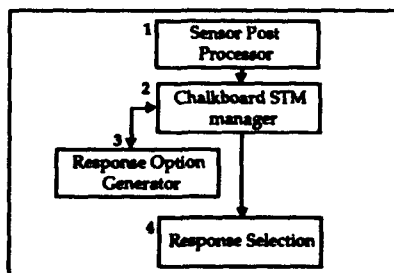 1 Sensor Post
Processor
2 Chalkboard STM
manager
3 Response Option
Generator
4 Response Selection